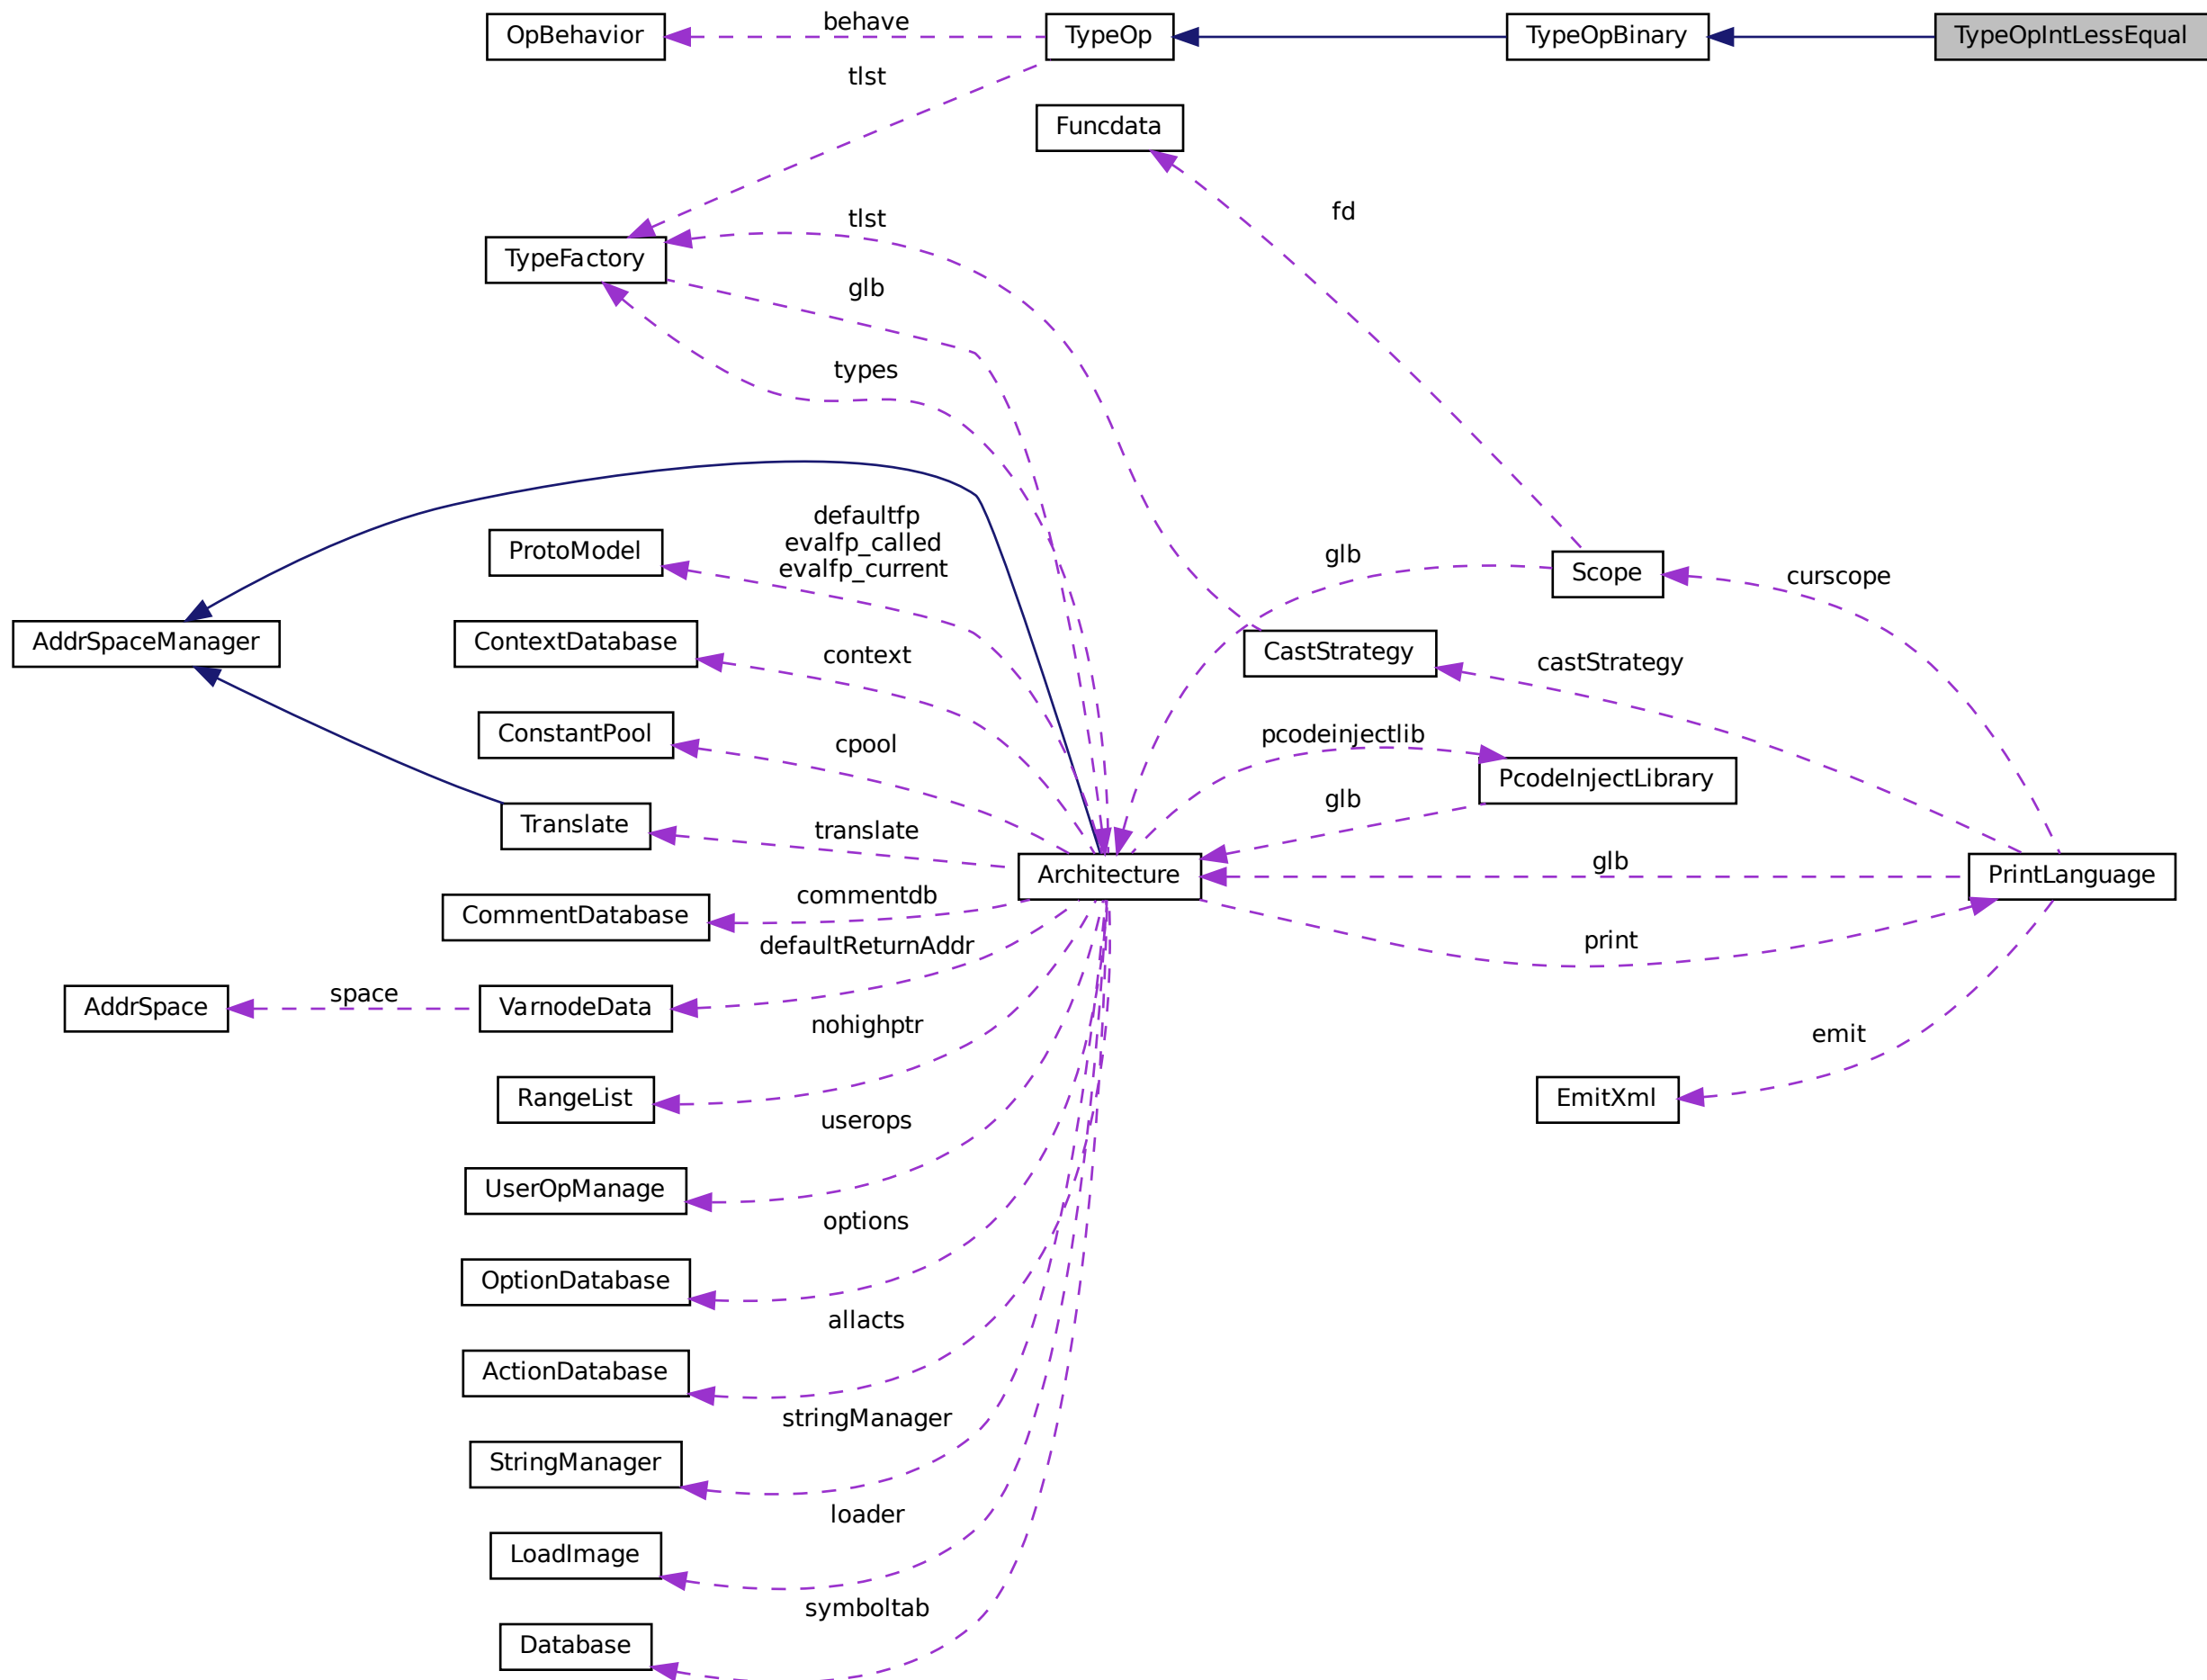 OpBehavior
behave
TypeOp
TypeOpBinary
TypeOpIntLessEqual
tlst
Funcdata
fd
tlst
TypeFactory
glb
types
defaultfp
evalfp_called
evalfp_current
ProtoModel
glb
Scope
curscope
AddrSpaceManager
ContextDatabase
context
CastStrategy
castStrategy
ConstantPool
cpool
pcodeinjectlib
PcodeInjectLibrary
glb
Translate
translate
Architecture
glb
PrintLanguage
CommentDatabase
commentdb
print
defaultReturnAddr
AddrSpace
space
VarnodeData
nohighptr
emit
RangeList
EmitXml
userops
UserOpManage
options
OptionDatabase
allacts
ActionDatabase
stringManager
StringManager
loader
LoadImage
symboltab
Database